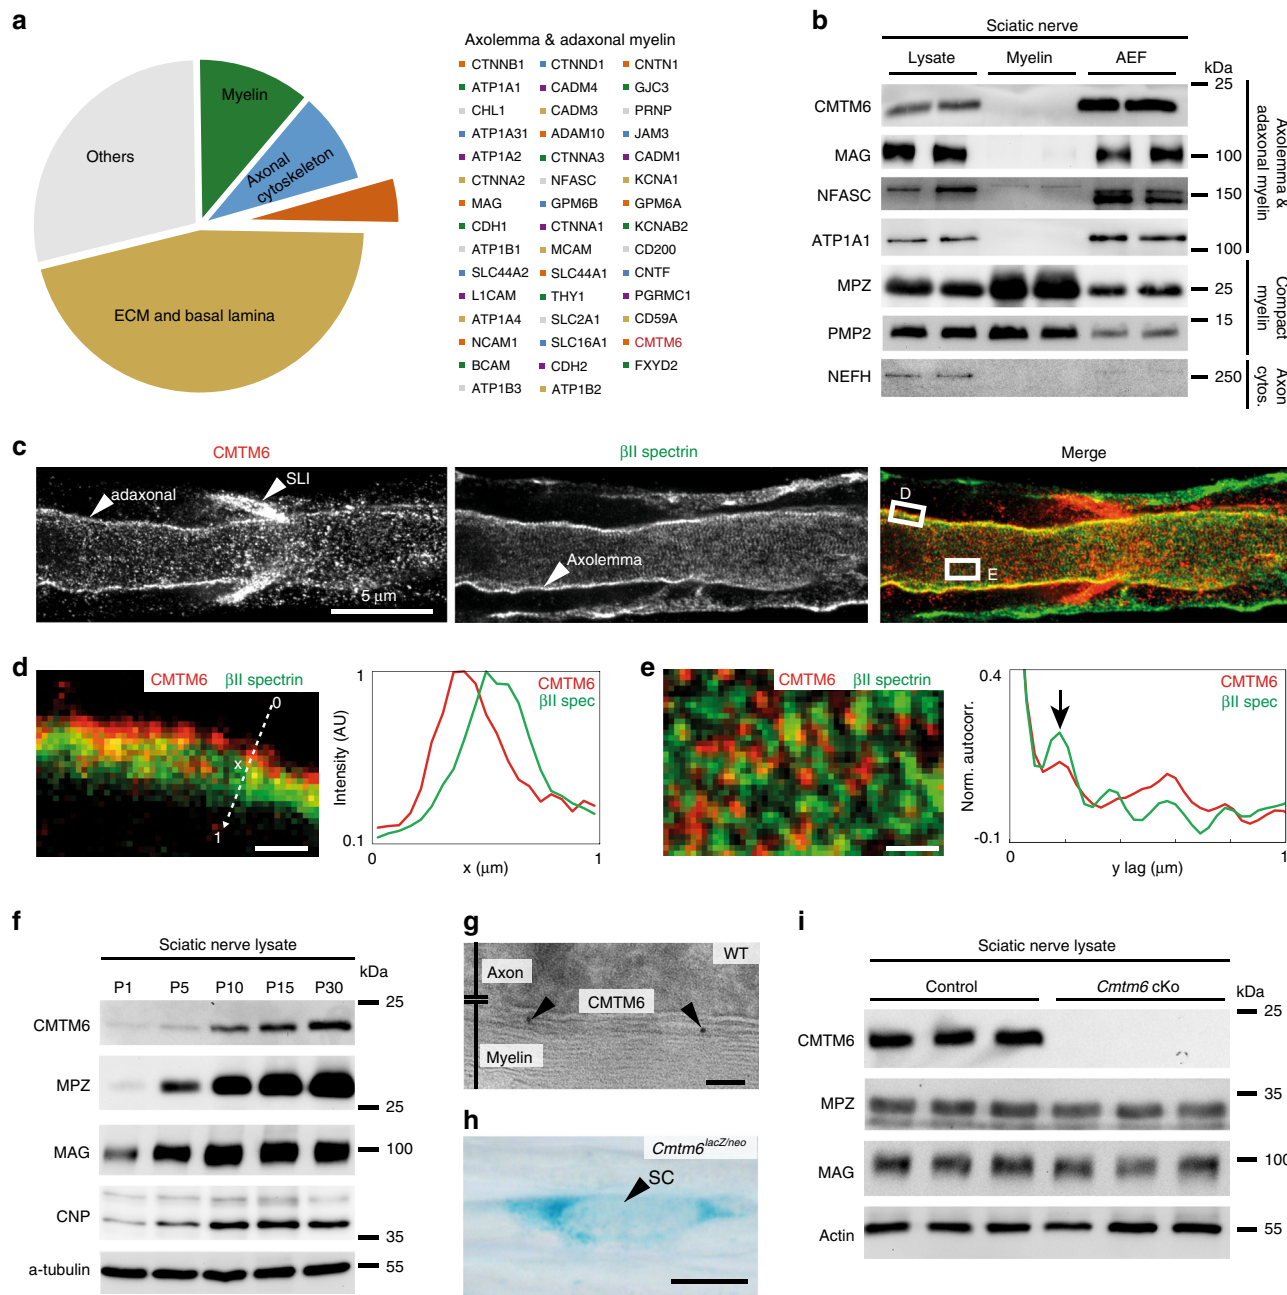 a
Myelin
Others
Axonal
cytoskeleton
ECM and basal lamina
Axolemma & adaxonal myelin
CTNNB1 CTNND1 CNTN1
ATP1A1 CADM4 GJC3
CHL1 CADM3 PRNP
ATP1A31 ADAM10 JAM3
ATP1A2 CTNNA3 CADM1
CTNNA2 NFASC KCNA1
MAG GPM6B GPM6A
CDH1 CTNNA1 KCNAB2
ATP1B1 MCAM CD200
SLC44A2 SLC44A1 CNTF
L1CAM THY1 PGRMC1
ATP1A4 SLC2A1 CD59A
NCAM1 SLC16A1 CMTM6
BCAM CDH2 FXYD2
ATP1B3 ATP1B2
b
Sciatic nerve
Lysate Myelin AEF
kDa
CMTM6 25
MAG 100
NFASC 150
ATP1A1 100
MPZ 25
15
PMP2
NEFH 250
Axolemma &
adaxonal myelin
Compact
myelin
Axon
cytos.
c
CMTM6 βII spectrin Merge
adaxonal
SLI
5 μm
Axolemma
D
E
d
CMTM6 βII spectrin
0
x
1
1
CMTM6
βII spec
Intensity (AU)
0.1
0 1
x (μm)
e
CMTM6 βII spectrin
0.4
CMTM6
βII spec
Norm. autocorr.
-0.1
0 1
y lag (μm)
f
Sciatic nerve lysate
P1 P5 P10 P15 P30
kDa
25
CMTM6
MPZ
25
MAG 100
CNP
35
a-tubulin 55
g
WT
Axon
CMTM6
Myelin
h
Cmtm6 lacZ/neo
SC
i
Sciatic nerve lysate
Control Cmtm6 cKo
kDa
25
CMTM6
35
MPZ
MAG 100
Actin 55